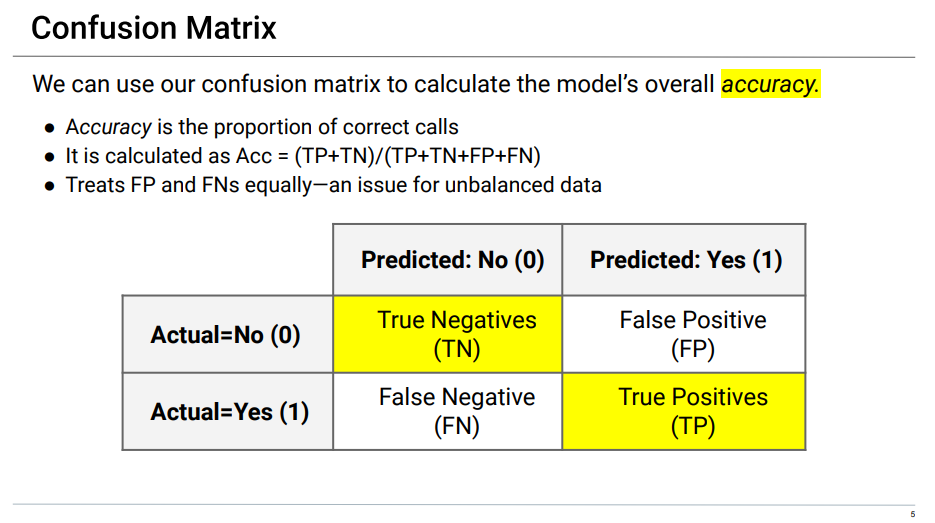 Confusion Matrix
We can use our confusion matrix to calculate the model’s overall accuracy.
● Accuracy is the proportion of correct calls
● It is calculated as Acc = (TP+TN)/(TP+TN+FP+FN)
● Treats FP and FNs equally—an issue for unbalanced data
Predicted: No (0) Predicted: Yes (1)
Actual=No (0)
True Negatives
(TN)
False Positive
(FP)
Actual=Yes (1)
False Negative
(FN)
True Positives
(TP)
5